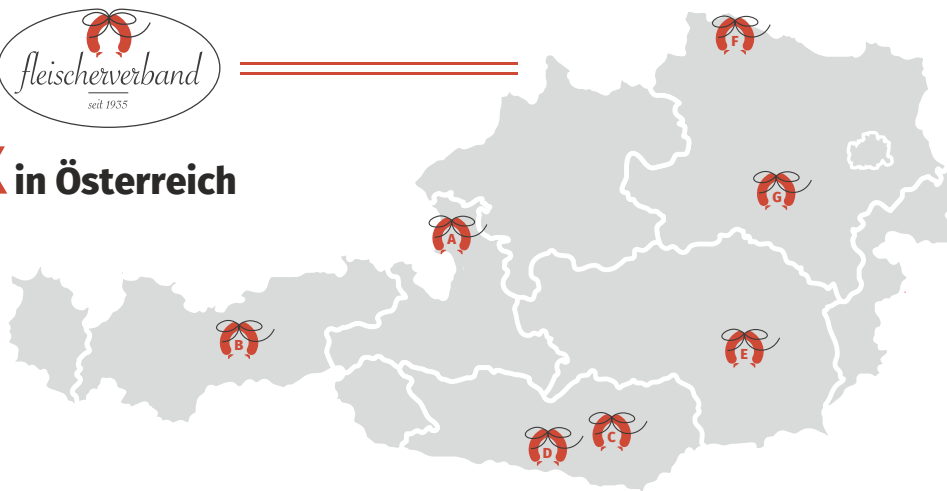 fleischerverband
seit 1935
in Österreich
F
G
A
B
E
C
D